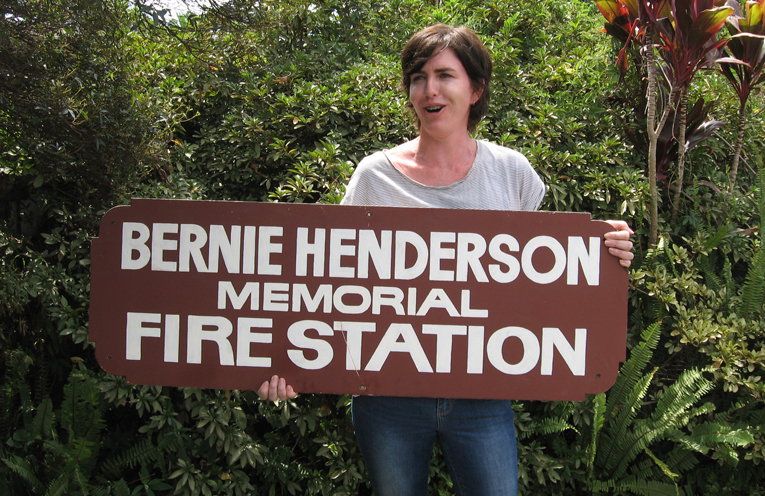 BERNIE HENDERSON
MEMORIAL
FIRE STATION